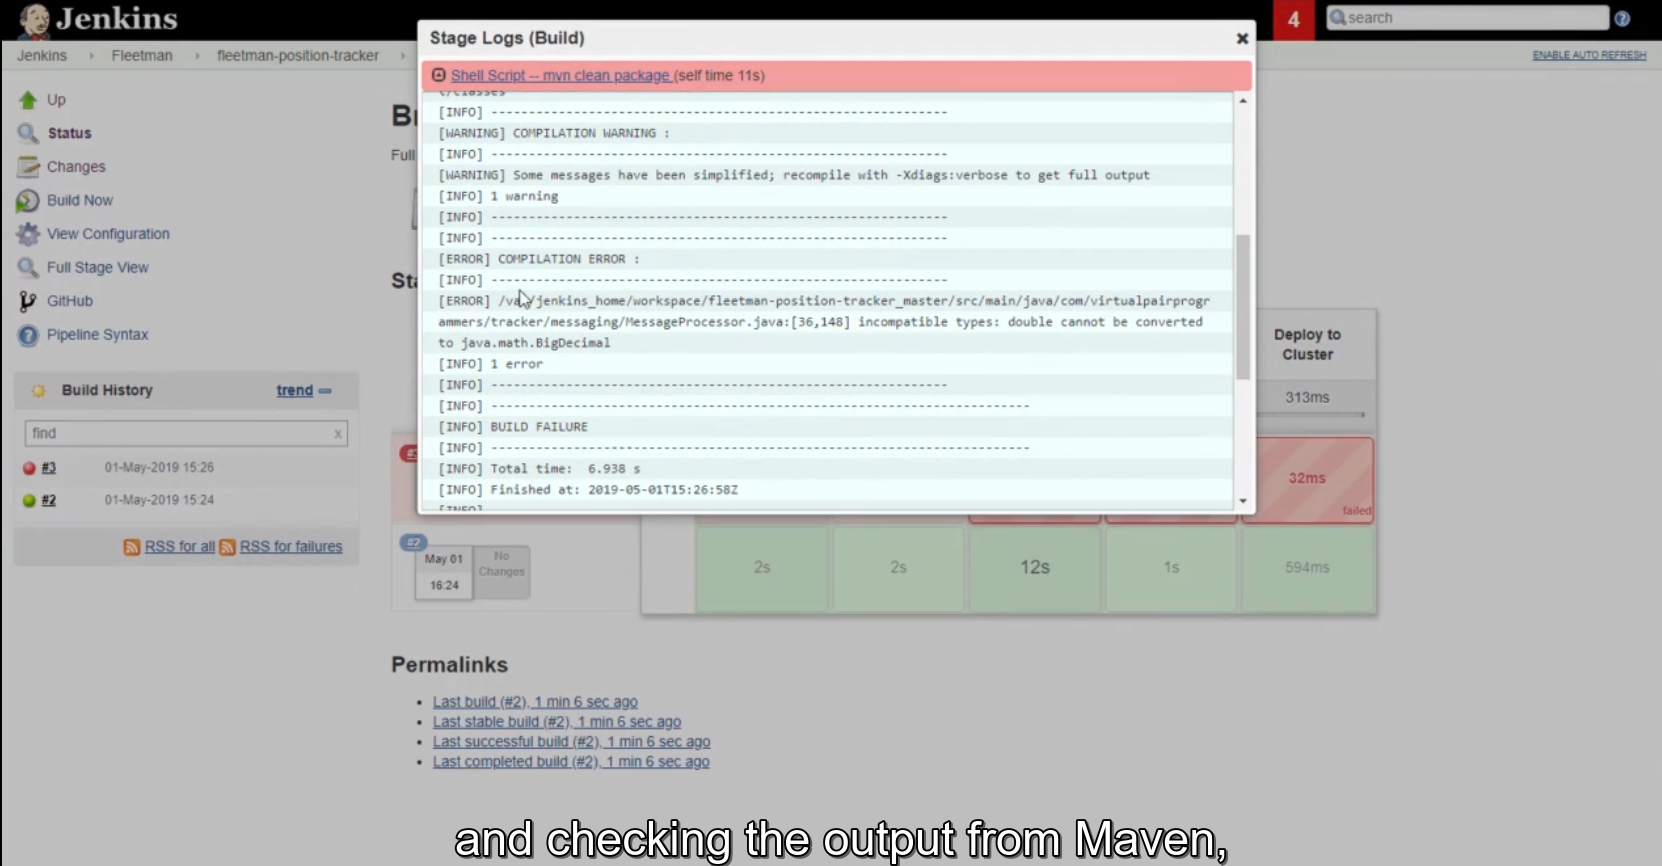 Jenkins
4
search
Jenkins
Fleetman
fleetman-position-tracker
ENABLE AUTO REFRESH
Up
Status
Changes
Build Now
View Configuration
Full Stage View
GitHub
Pipeline Syntax
Build History
trend
find
x
#3
01-May-2019 15:26
#2
01-May-2019 15:24
RSS for all
RSS for failures
Full
Stage Logs (Build)
Shell Script -- mvn clean package (self time 11s)
[INFO] -------------------------------------------------------------
[WARNING] COMPILATION WARNING :
[INFO] -------------------------------------------------------------
[WARNING] Some messages have been simplified; recompile with -Xdiags:verbose to get full output
[INFO] 1 warning
[INFO] -------------------------------------------------------------
[INFO] -------------------------------------------------------------
[ERROR] COMPILATION ERROR :
[INFO] -------------------------------------------------------------
[ERROR] /var/jenkins_home/workspace/fleetman-position-tracker_master/src/main/java/com/virtualpairprogr
ammers/tracker/messaging/MessageProcessor.java:[36,148] incompatible types: double cannot be converted
to java.math.BigDecimal
[INFO] 1 error
[INFO] -------------------------------------------------------------
[INFO] ------------------------------------------------------------------------
[INFO] BUILD FAILURE
[INFO] ------------------------------------------------------------------------
[INFO] Total time:  6.938 s
[INFO] Finished at: 2019-05-01T15:26:58Z
Deploy to
Cluster
313ms
32ms
failed
#2
May 01
16:24
No
Changes
2s
2s
12s
1s
594ms
Permalinks
Last build (#2), 1 min 6 sec ago
Last stable build (#2), 1 min 6 sec ago
Last successful build (#2), 1 min 6 sec ago
Last completed build (#2), 1 min 6 sec ago
and checking the output from Maven,